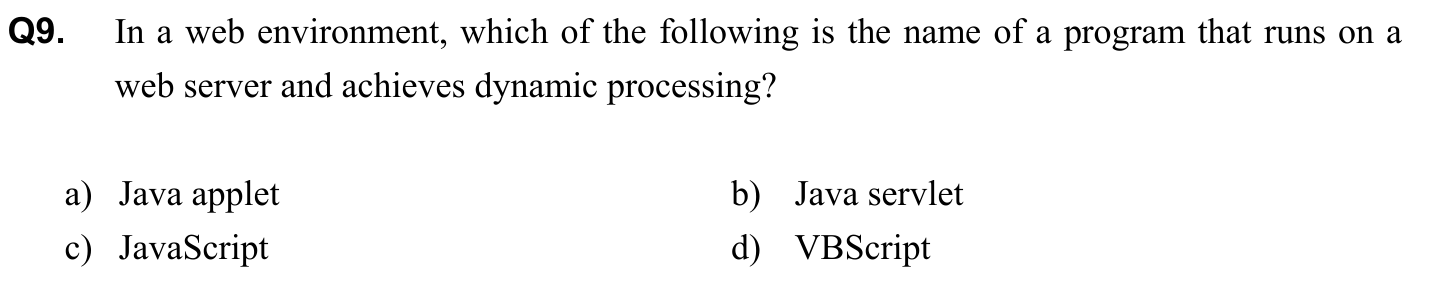 Q9. In a web environment, which of the following is the name of a program that runs on a
web server and achieves dynamic processing?
a) Java applet b) Java servlet
c) JavaScript d) VBScript